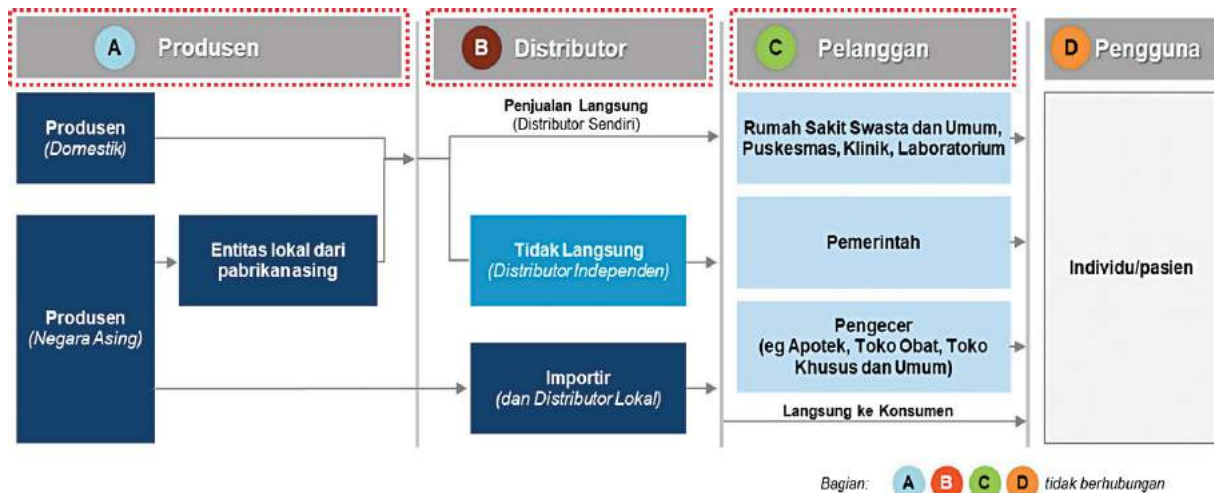 A Produsen
B Distributor
C Pelanggan
D Pengguna
Produsen
(Domestik)
Produsen
(Negara Asing)
Entitas lokal dari
pabrikan asing
Penjualan Langsung
(Distributor Sendiri)
Tidak Langsung
(Distributor Independen)
Importir
(dan Distributor Lokal)
Rumah Sakit Swasta dan Umum,
Puskesmas, Klinik, Laboratorium
Pemerintah
Pengecer
(eg Apotek, Toko Obat, Toko
Khusus dan Umum)
Langsung ke Konsumen
Individu/pasien
Bagian: A B C D tidak berhubungan